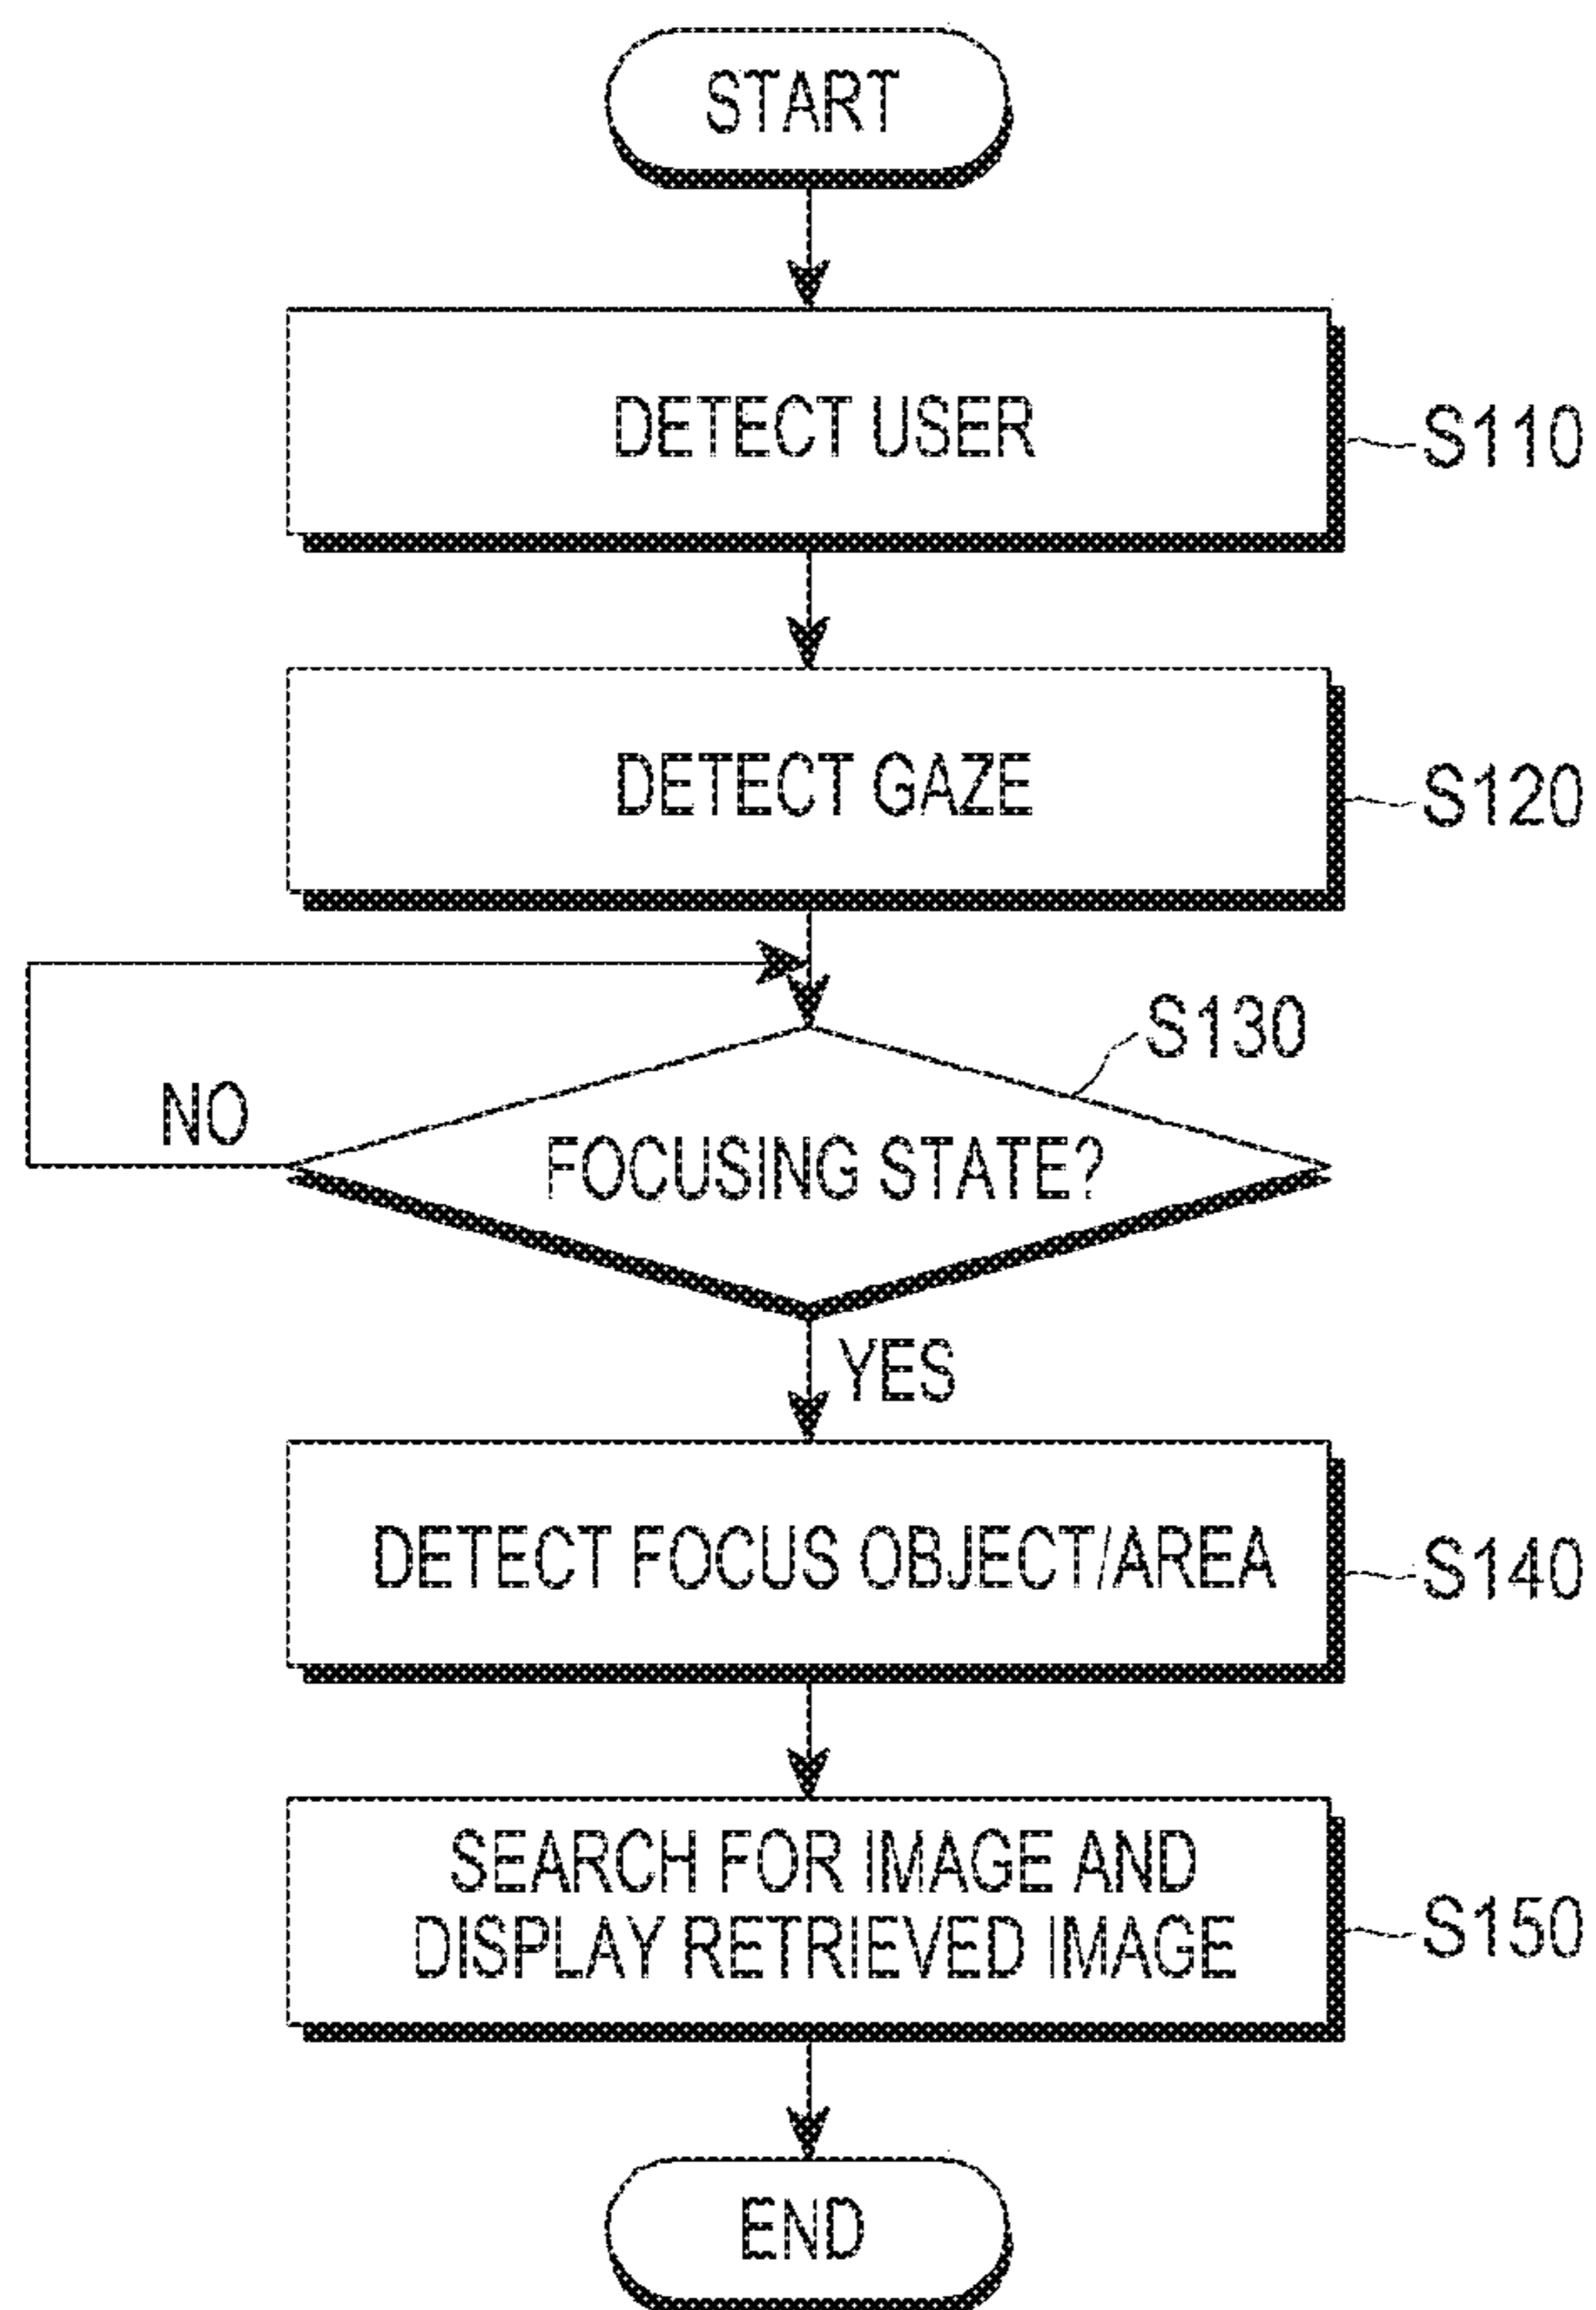 START
DETECT USER
S110
DETECT GAZE
S120
S130
NO
FOCUSING STATE?
YES
DETECT FOCUS OBJECT/AREA
S140
SEARCH FOR IMAGE AND
DISPLAY RETRIEVED IMAGE
S150
END